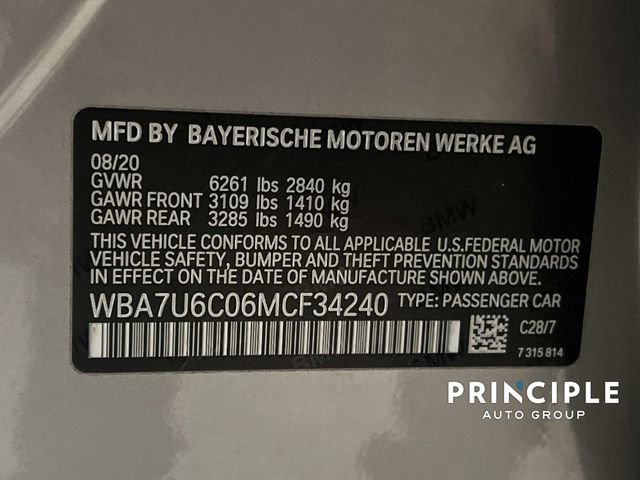 MFD BY BAYERISCHE MOTOREN WERKE AG
08/20
GVWR 6261 lbs 2840 kg
GAWR FRONT 3109 lbs 1410 kg
GAWR REAR 3285 lbs 1490 kg
THIS VEHICLE CONFORMS TO ALL APPLICABLE U.S.FEDERAL MOTOR
VEHICLE SAFETY, BUMPER AND THEFT PREVENTION STANDARDS
IN EFFECT ON THE DATE OF MANUFACTURE SHOWN ABOVE.
WBA7U6C06MCF34240 TYPE: PASSENGER CAR
C28/7
7 315 814
PRINCIPLE
AUTO GROUP